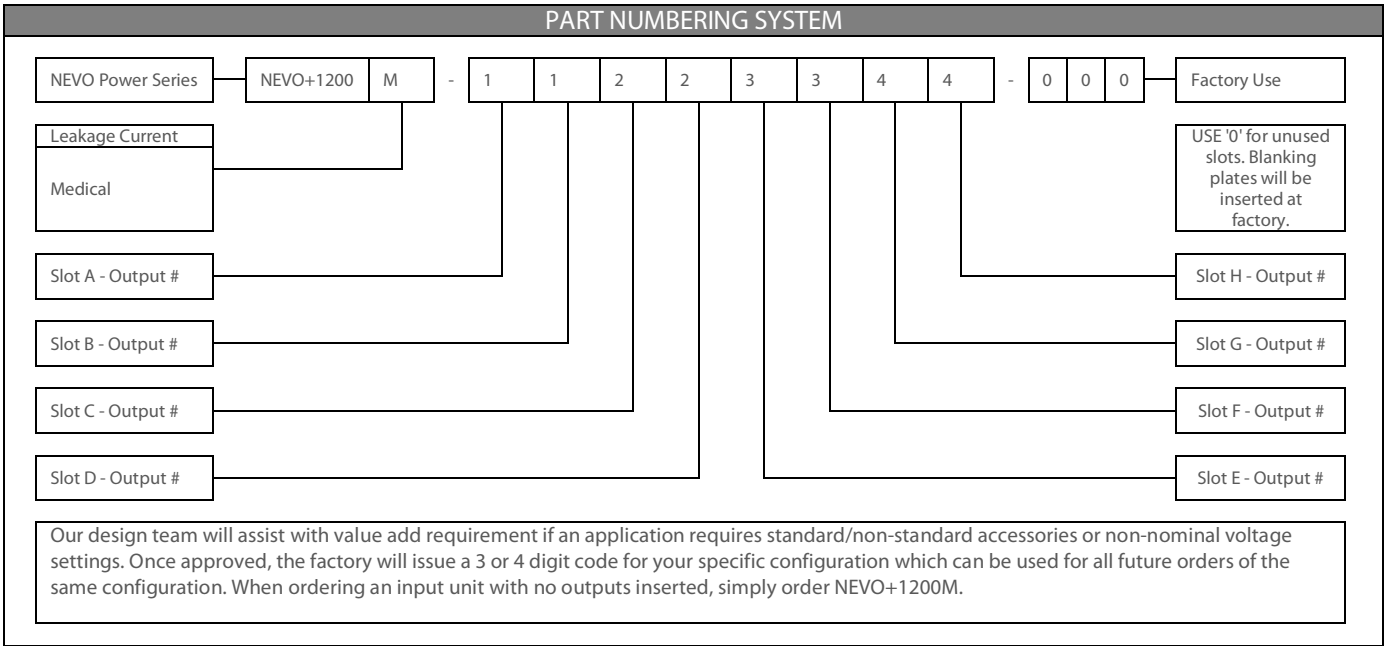 PART NUMBERING SYSTEM
NEVO Power Series NEVO+1200 M - 1 1 2 2 3 3 4 4 - 0 0 0 Factory Use
Leakage Current
Medical
USE '0' for unused
slots. Blanking
plates will be
inserted at
factory.
Slot A - Output # Slot H - Output #
Slot B - Output # Slot G - Output #
Slot C - Output # Slot F - Output #
Slot D - Output # Slot E - Output #
Our design team will assist with value add requirement if an application requires standard/non-standard accessories or non-nominal voltage
settings. Once approved, the factory will issue a 3 or 4 digit code for your specific configuration which can be used for all future orders of the
same configuration. When ordering an input unit with no outputs inserted, simply order NEVO+1200M.